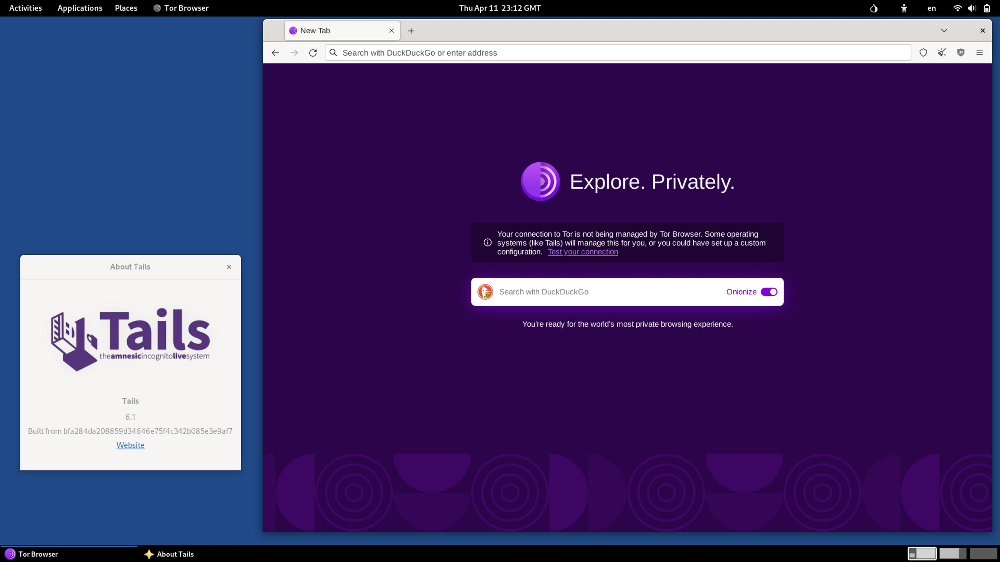 Activities Applications Places Tor Browser Thu Apr 11 23:12 GMT en
New Tab
Search with DuckDuckGo or enter address
Explore. Privately.
Your connection to Tor is not being managed by Tor Browser. Some operating
systems (like Tails) will manage this for you, or you could have set up a custom
configuration. Test your connection
Search with DuckDuckGo Onionize
You’re ready for the world’s most private browsing experience.
About Tails
Tails
theamnesicincognitolivesystem
Tails
6.1
Built from bfa284da208859d34646e75f4c342b085e3e9af7
Website
Tor Browser About Tails